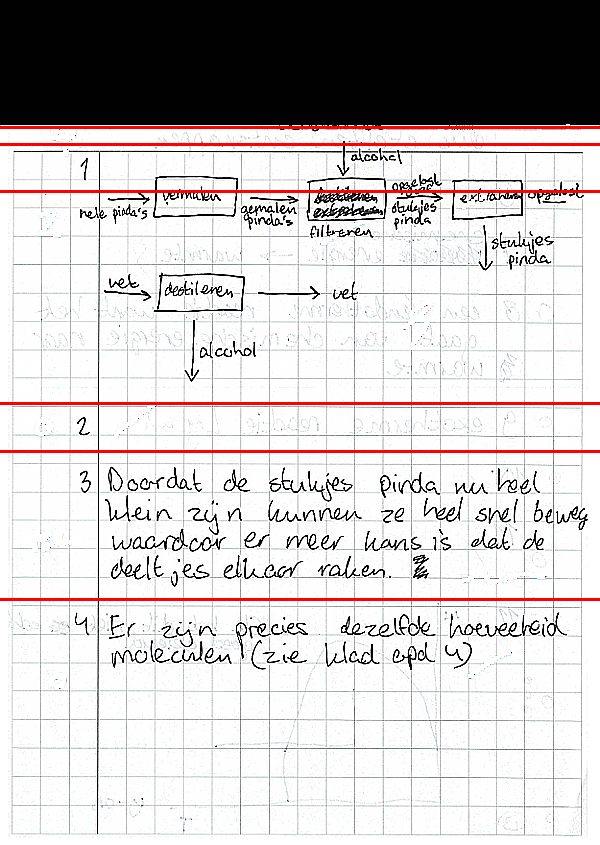 alcohol
1
vermalen
opgelost
extraheren
opgelost
hele pinda's
gemalen
pinda's
stukjes
pinda
filtreren
stukjes
pinda
vet
destileren
vet
alcohol
2
3 Doordat de stukjes pinda nu heel
klein zijn kunnen ze heel snel beweg
waardoor er meer kans is dat de
deeltjes elkaar raken.
4 Er zijn precies dezelfde hoeveelheid
moleculen (zie klad opd 4)